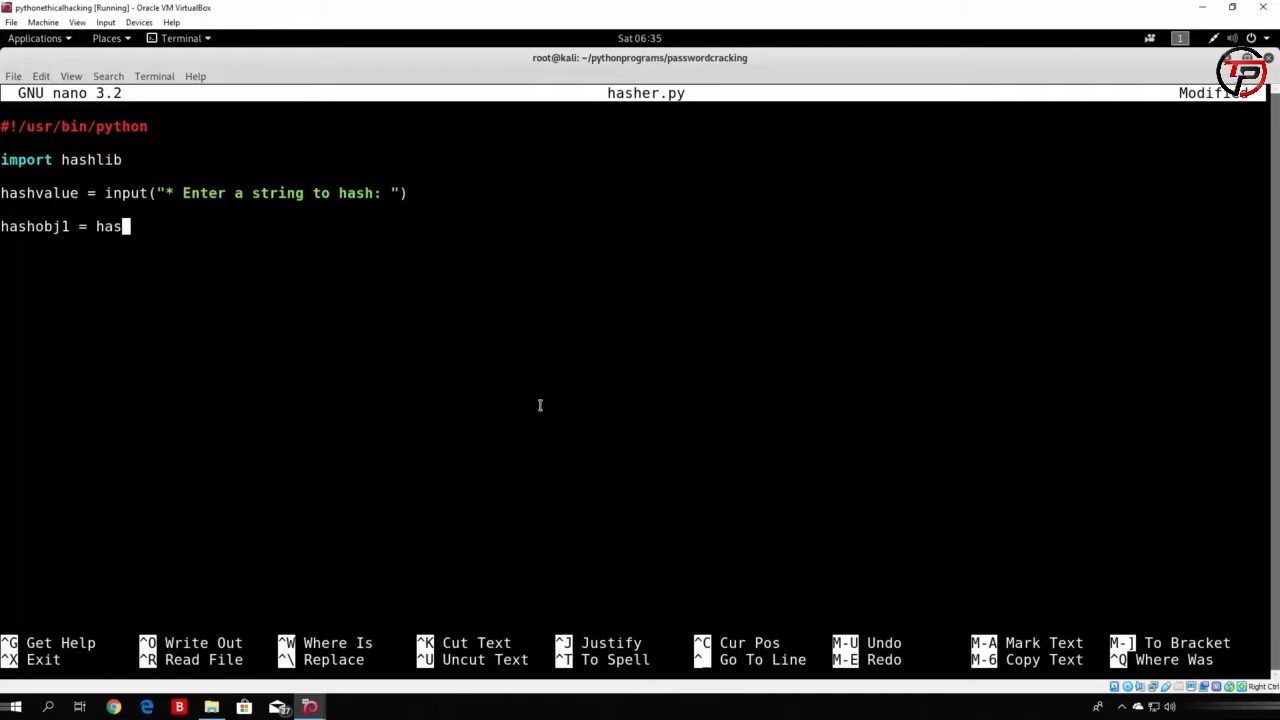 pythonethicalhacking [Running] - Oracle VM VirtualBox
File Machine View Input Devices Help
Applications Places Terminal Sat 06:35 1
root@kali: ~/pythonprograms/passwordcracking
File Edit View Search Terminal Help
GNU nano 3.2 hasher.py Modified
#!/usr/bin/python
import hashlib
hashvalue = input("* Enter a string to hash: ")
hashobj1 = has
^G Get Help ^O Write Out ^W Where Is ^K Cut Text ^J Justify ^C Cur Pos M-U Undo M-A Mark Text M-] To Bracket
^X Exit ^R Read File ^\ Replace ^U Uncut Text ^T To Spell ^_ Go To Line M-E Redo M-6 Copy Text ^Q Where Was
Right Ctrl